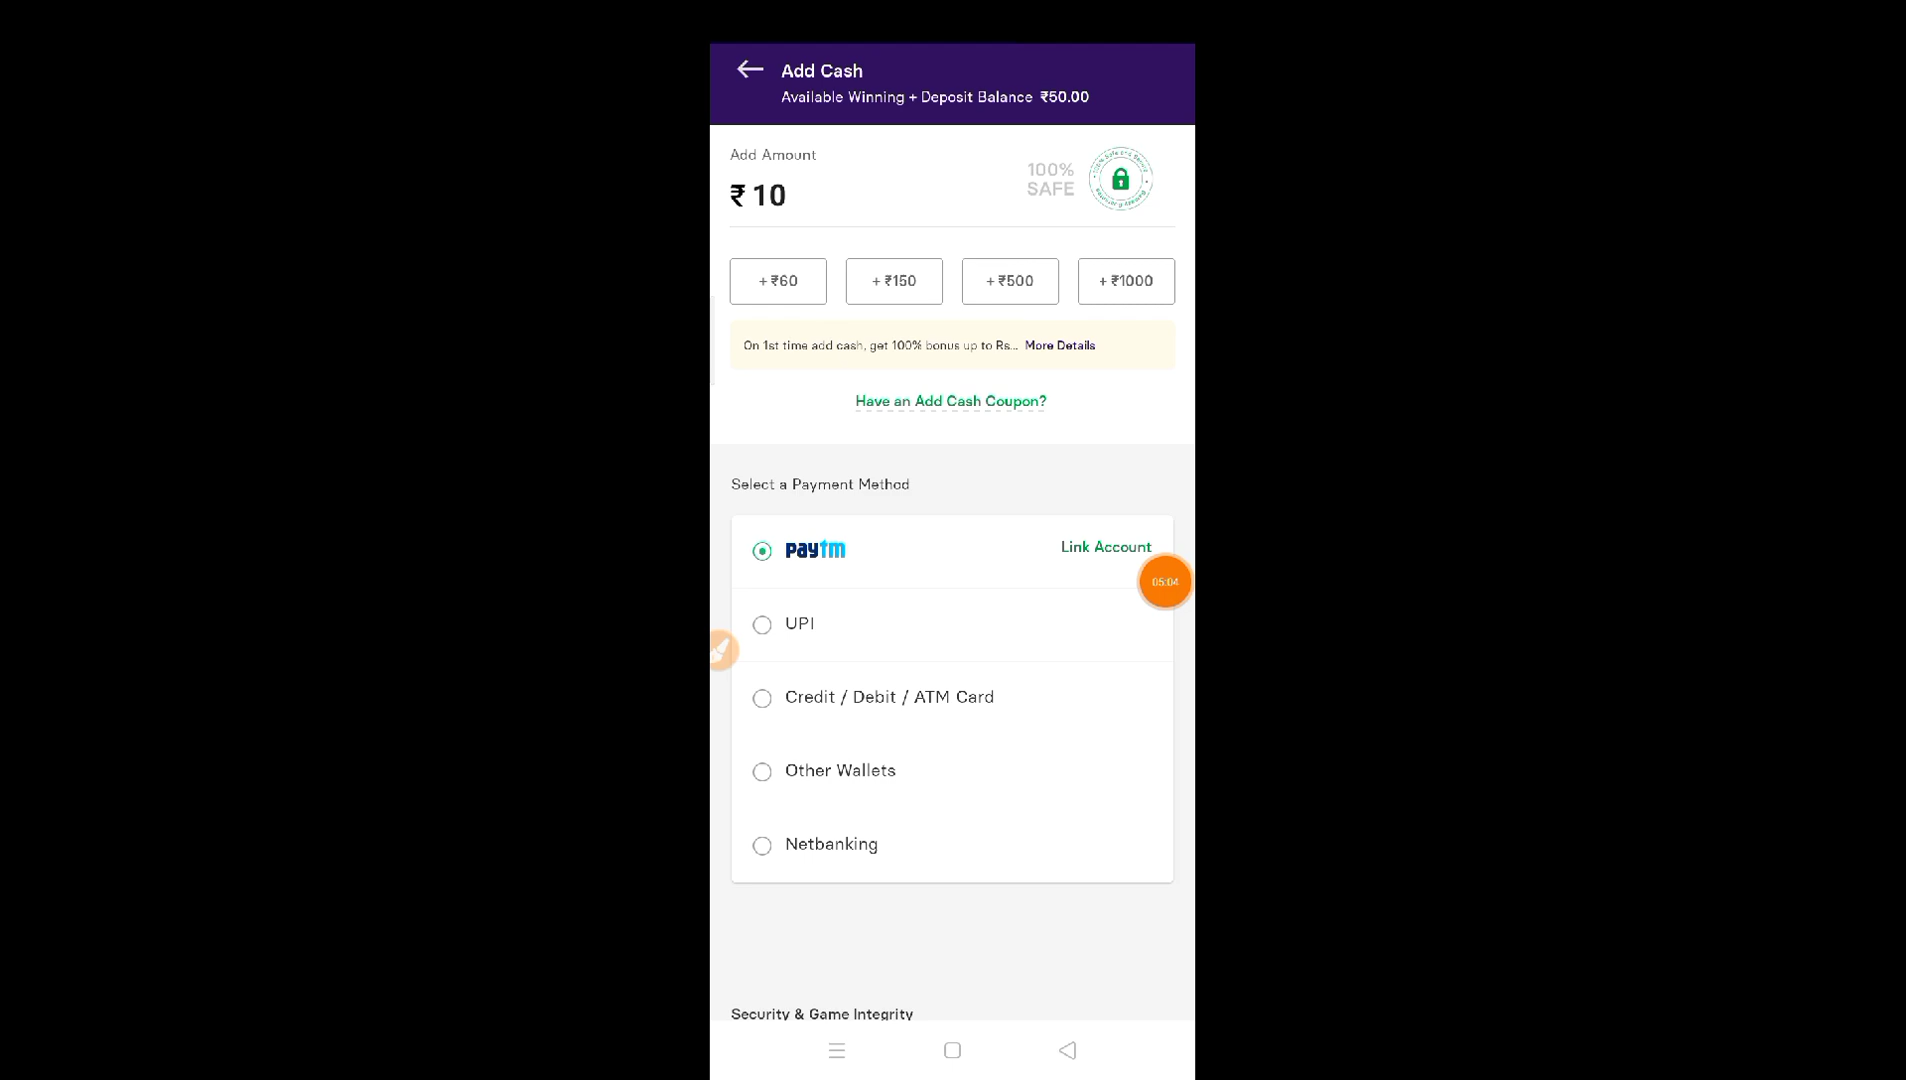 Add Cash
Available Winning + Deposit Balance ₹50.00
Add Amount
₹ 10
100%
SAFE
+ ₹60
+ ₹150
+ ₹500
+ ₹1000
On 1st time add cash, get 100% bonus up to Rs... More Details
Have an Add Cash Coupon?
Select a Payment Method
paytm
Link Account
05:04
UPI
Credit / Debit / ATM Card
Other Wallets
Netbanking
Security & Game Integrity